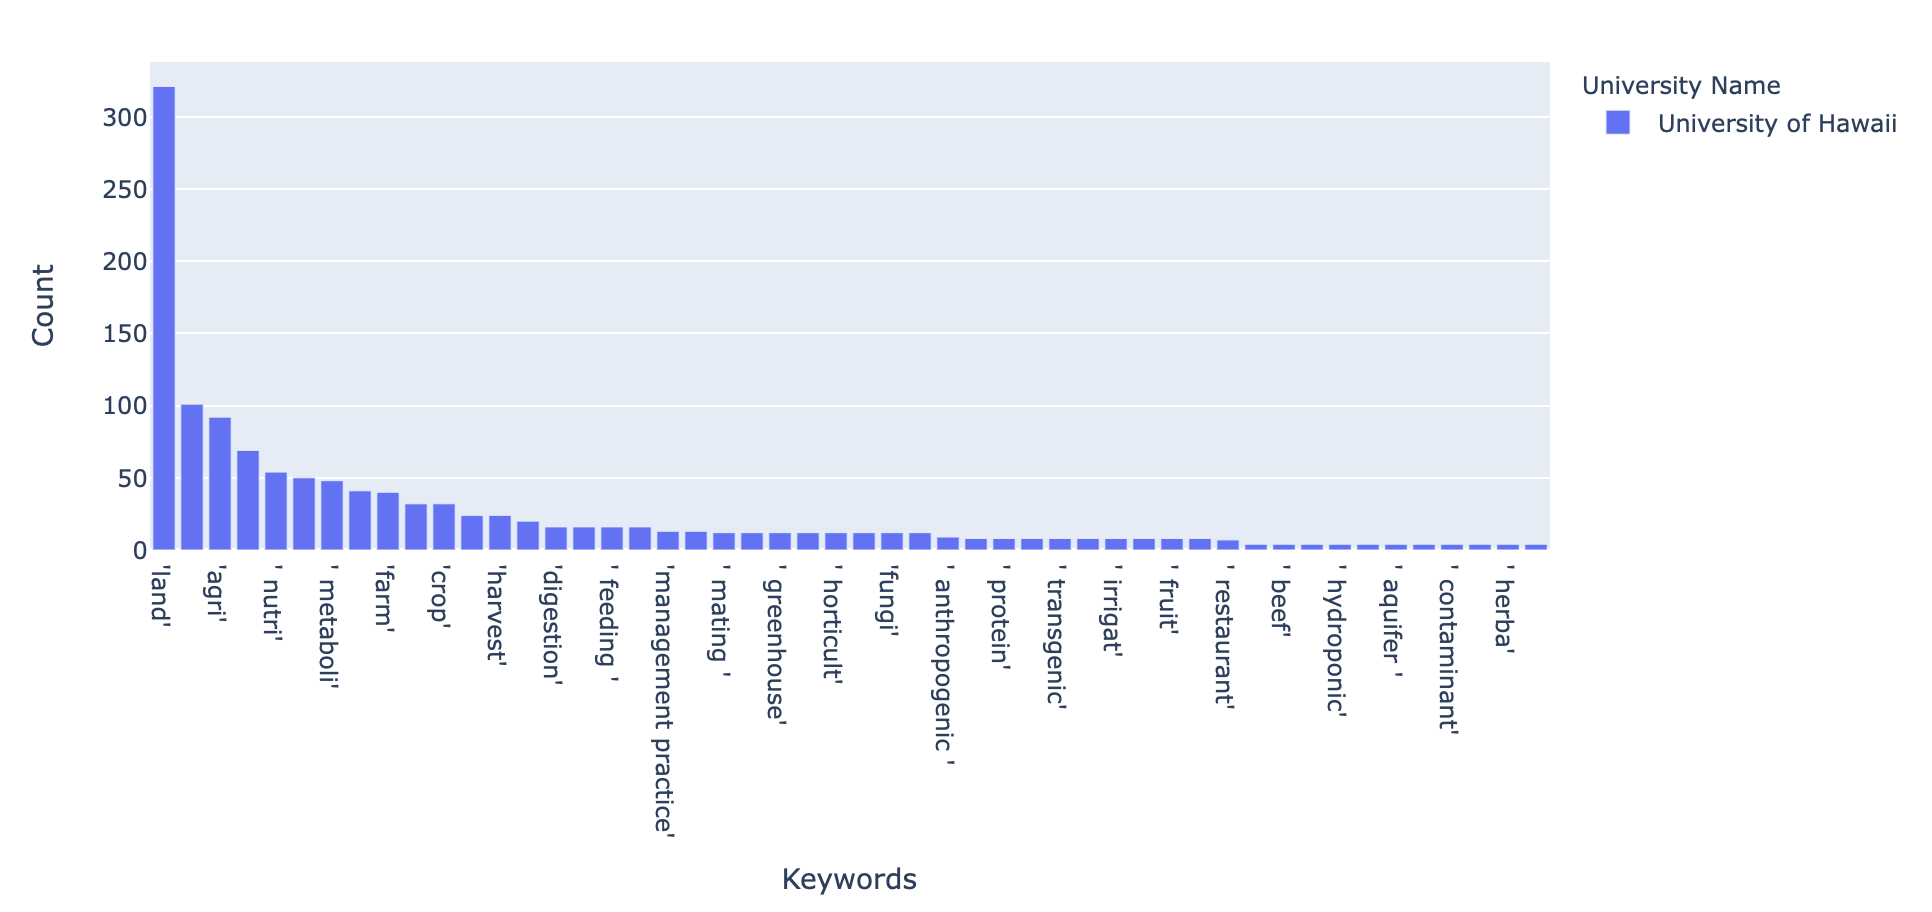 University Name
University of Hawaii
Count
300
250
200
150
100
50
0
'land'
'agri'
' nutri'
' metaboli'
'farm'
'crop'
'harvest'
'digestion'
' feeding '
'management practice'
' mating '
' greenhouse'
' horticult'
'fungi'
' anthropogenic '
' protein'
' transgenic'
' irrigat'
' fruit'
' restaurant'
' beef'
' hydroponic'
' aquifer '
' contaminant'
' herba'
Keywords